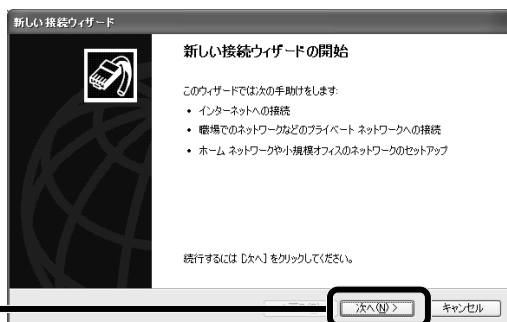 新しい接続ウィザード
新しい接続ウィザードの開始
このウィザードでは次の手助けをします:
• インターネットへの接続
• 職場でのネットワークなどのプライベート ネットワークへの接続
• ホーム ネットワークや小規模オフィスのネットワークのセットアップ
続行するには [次へ] をクリックしてください。
次へ(N) > キャンセル